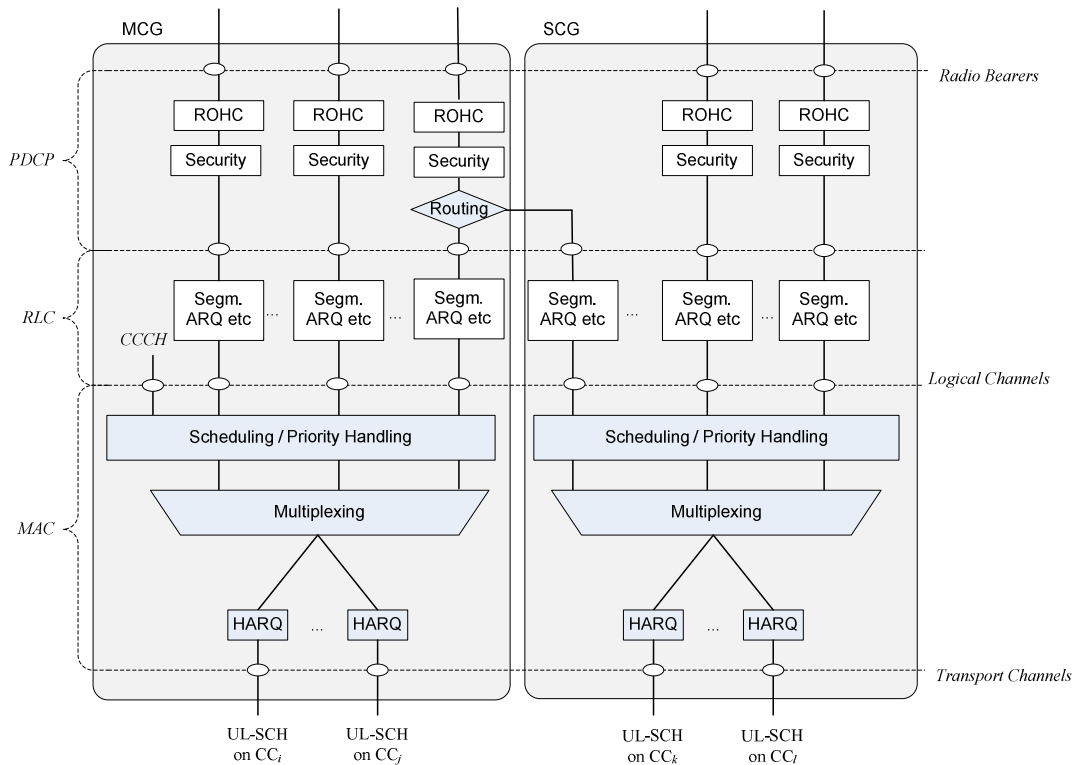 MCG
SCG
Radio Bearers
ROHC
ROHC
ROHC
ROHC
ROHC
PDCP
Security
Security
Security
Security
Security
Routing
RLC
Segm.
ARQ etc
...
Segm.
ARQ etc
...
Segm.
ARQ etc
Segm.
ARQ etc
...
Segm.
ARQ etc
...
Segm.
ARQ etc
CCCH
Logical Channels
Scheduling / Priority Handling
Scheduling / Priority Handling
MAC
Multiplexing
Multiplexing
HARQ
...
HARQ
HARQ
...
HARQ
Transport Channels
UL-SCH
on CCi
UL-SCH
on CCj
UL-SCH
on CCk
UL-SCH
on CCl